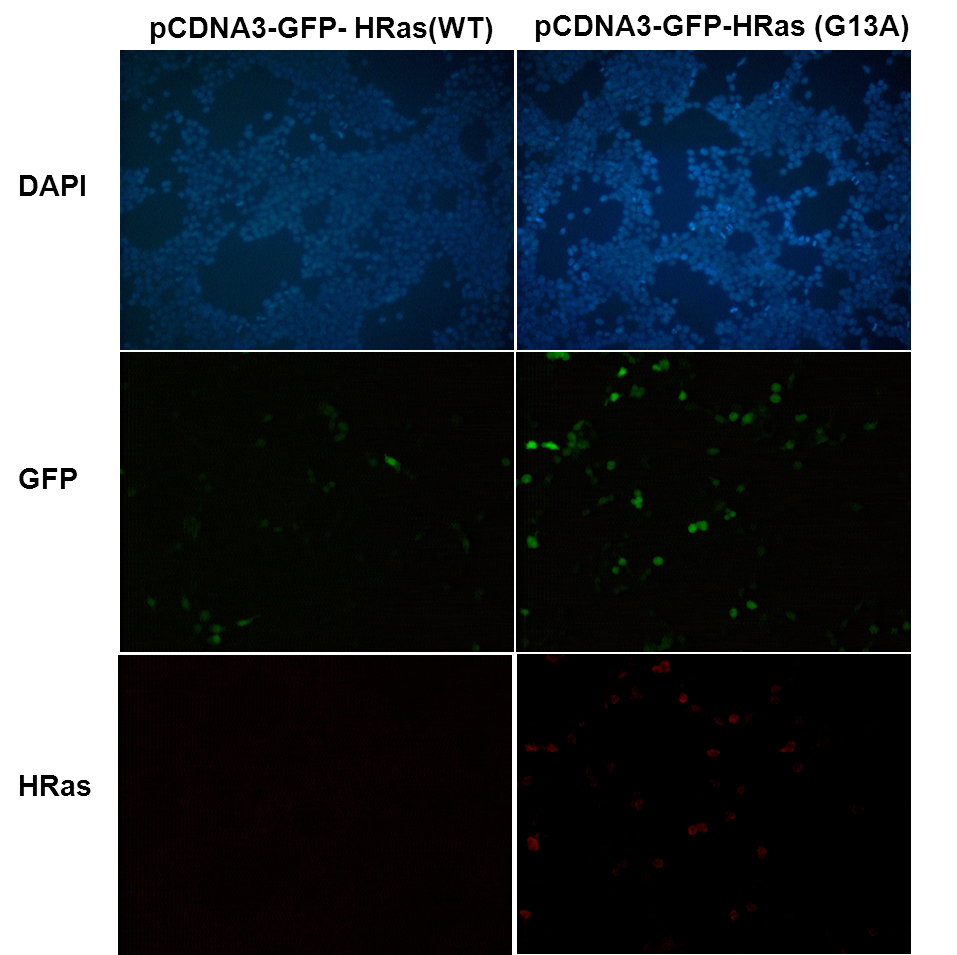 pCDNA3-GFP- HRas(WT)
pCDNA3-GFP-HRas (G13A)
DAPI
GFP
HRas